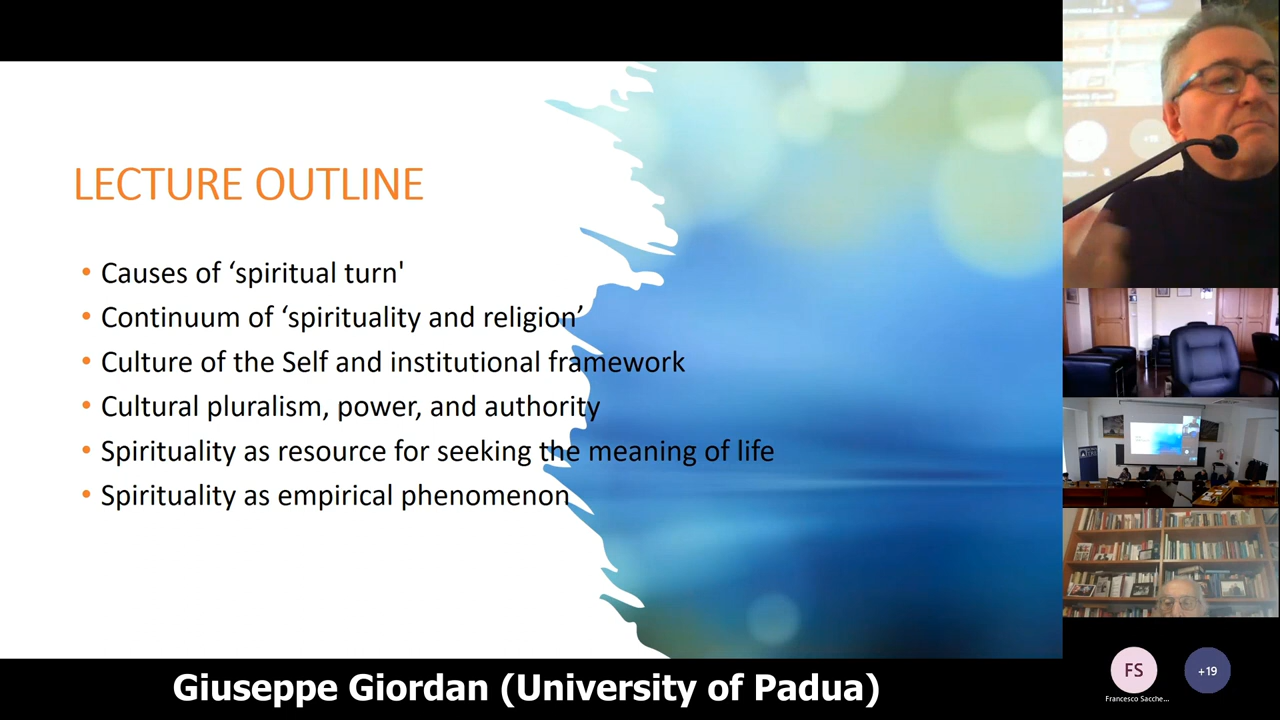 LECTURE OUTLINE
• Causes of ‘spiritual turn'
• Continuum of ‘spirituality and religion’
• Culture of the Self and institutional framework
• Cultural pluralism, power, and authority
• Spirituality as resource for seeking the meaning of life
• Spirituality as empirical phenomenon
Giuseppe Giordan (University of Padua)
FS
Francesco Sacche...
+19